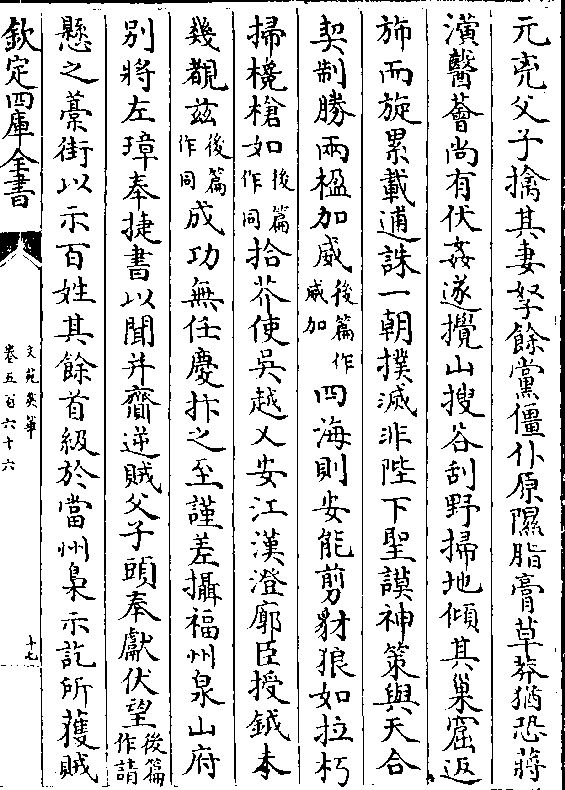 元亮父子擒其妻孥餘黨僵仆原隰脂膏草莽猶恐蔣
潢醫薈尚有伏姦遂攪山搜谷刮野掃地傾其巢窟返
斾而旋累載逋誅一朝撲滅非陛下聖謨神策與天合
契制勝兩楹加威後篇作威加四海則安能剪豺狼如拉朽
掃欃槍如後篇作同拾芥使吳越乂安江漢澄廓臣授鉞未
幾覩兹後篇作同成功無任慶抃之至謹差攝福州泉山府
别將左璋奉捷書以聞并齎逆賊父子頭奉獻伏望後篇作請
懸之藁街以示百姓其餘首級於當州梟示訖所獲賊
欽定四庫全書
文苑英華
卷五百六十六
十七